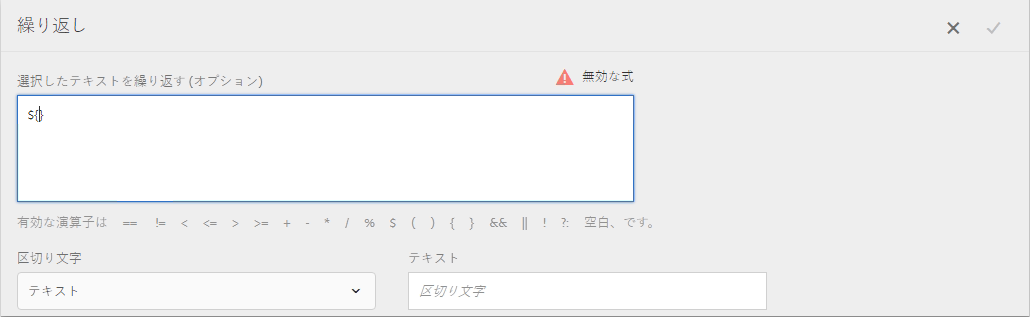 繰り返し
選択したテキストを繰り返す (オプション) 無効な式
${}
有効な演算子は == != < <= > >= + - * / % $ ( ) { } && || ! ?: 空白、です。
区切り文字 テキスト
テキスト 区切り文字